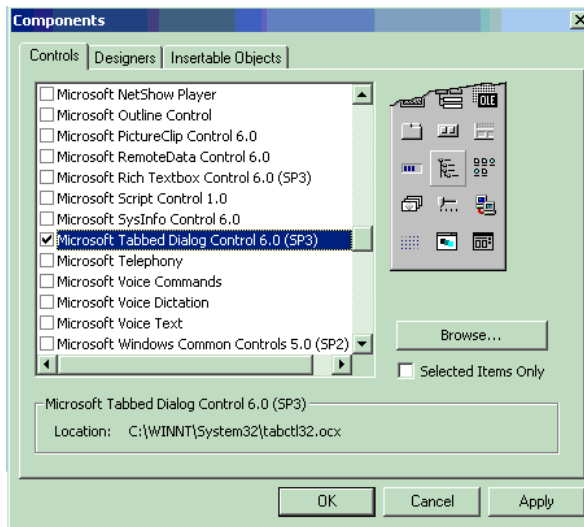 Components
Controls
Designers
Insertable Objects
Microsoft NetShow Player
Microsoft Outline Control
Microsoft PictureClip Control 6.0
Microsoft RemoteData Control 6.0
Microsoft Rich Textbox Control 6.0 (SP3)
Microsoft Script Control 1.0
Microsoft SysInfo Control 6.0
Microsoft Tabbed Dialog Control 6.0 (SP3)
Microsoft Telephony
Microsoft Voice Commands
Microsoft Voice Dictation
Microsoft Voice Text
Microsoft Windows Common Controls 5.0 (SP2)
OLE
Browse...
Selected Items Only
Microsoft Tabbed Dialog Control 6.0 (SP3)
Location: C:\WINNT\System32\tabctl32.ocx
OK
Cancel
Apply